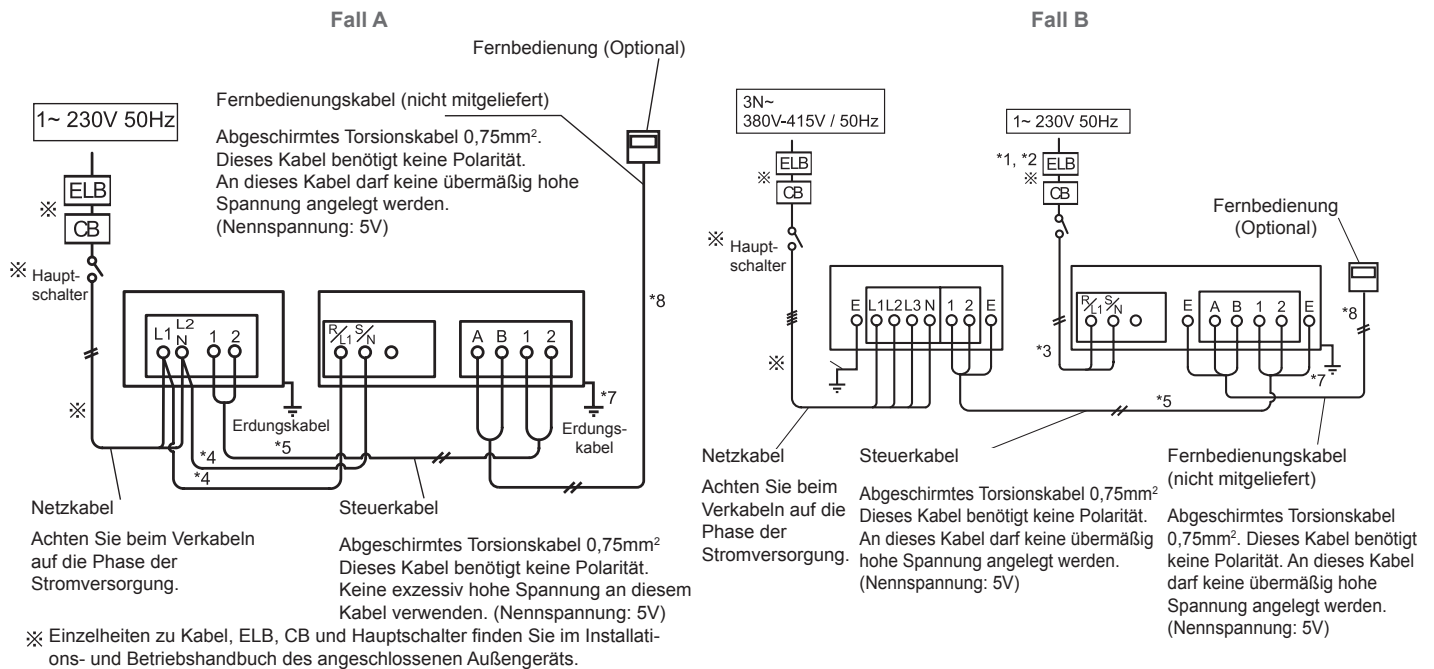 Fall A
Fernbedienung (Optional)
1~ 230V 50Hz
Fernbedienungskabel (nicht mitgeliefert)
Abgeschirmtes Torsionskabel 0,75mm².
Dieses Kabel benötigt keine Polarität.
An dieses Kabel darf keine übermäßig hohe
Spannung angelegt werden.
(Nennspannung: 5V)
ELB
※
CB
※ Haupt-
schalter
*8
L1 L2 N 1 2
R/L1 S/N
A B 1 2
※
Erdungskabel
*7
Erdungs-
kabel
*5
*4
*4
Netzkabel
Achten Sie beim Verkabeln
auf die Phase der
Stromversorgung.
Steuerkabel
Abgeschirmtes Torsionskabel 0,75mm²
Dieses Kabel benötigt keine Polarität.
Keine exzessiv hohe Spannung an diesem
Kabel verwenden. (Nennspannung: 5V)
※ Einzelheiten zu Kabel, ELB, CB und Hauptschalter finden Sie im Installati-
ons- und Betriebshandbuch des angeschlossenen Außengeräts.
Fall B
3N~
380V-415V / 50Hz
1~ 230V 50Hz
ELB
※
CB
*1, *2 ELB
※
CB
Fernbedienung
(Optional)
※ Haupt-
schalter
E L1 L2 L3 N 1 2 E
R/L1 S/N
E A B 1 2 E
*8
*3
※
*7
*5
Netzkabel
Achten Sie beim
Verkabeln auf die
Phase der
Stromversorgung.
Steuerkabel
Abgeschirmtes Torsionskabel 0,75mm²
Dieses Kabel benötigt keine Polarität.
An dieses Kabel darf keine übermäßig
hohe Spannung angelegt werden.
(Nennspannung: 5V)
Fernbedienungskabel
(nicht mitgeliefert)
Abgeschirmtes Torsionskabel
0,75mm². Dieses Kabel benötigt
keine Polarität. An dieses Kabel
darf keine übermäßig hohe
Spannung angelegt werden.
(Nennspannung: 5V)